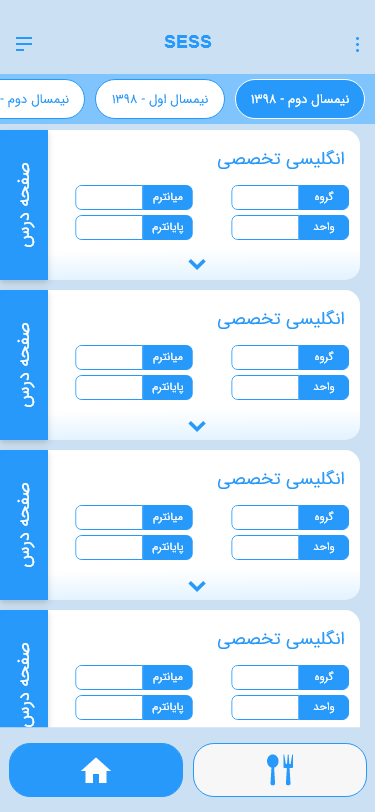 SESS
نیمسال دوم - ۱۳۹۸
نیمسال اول - ۱۳۹۸
نیمسال دوم -
انگلیسی تخصصی
گروه
میانترم
واحد
پایانترم
صفحه درس
انگلیسی تخصصی
گروه
میانترم
واحد
پایانترم
صفحه درس
انگلیسی تخصصی
گروه
میانترم
واحد
پایانترم
صفحه درس
انگلیسی تخصصی
گروه
میانترم
واحد
پایانترم
صفحه درس